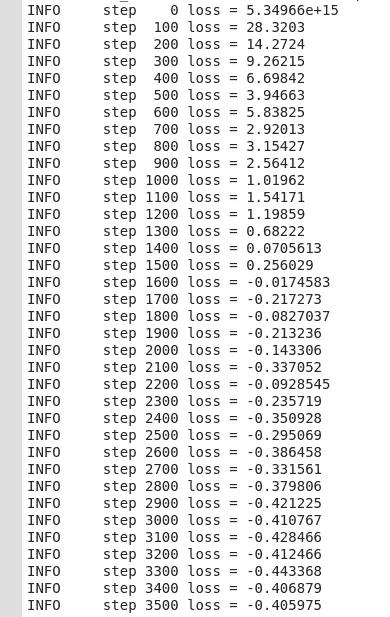 INFO step 0 loss = 5.34966e+15
INFO step 100 loss = 28.3203
INFO step 200 loss = 14.2724
INFO step 300 loss = 9.26215
INFO step 400 loss = 6.69842
INFO step 500 loss = 3.94663
INFO step 600 loss = 5.83825
INFO step 700 loss = 2.92013
INFO step 800 loss = 3.15427
INFO step 900 loss = 2.56412
INFO step 1000 loss = 1.01962
INFO step 1100 loss = 1.54171
INFO step 1200 loss = 1.19859
INFO step 1300 loss = 0.68222
INFO step 1400 loss = 0.0705613
INFO step 1500 loss = 0.256029
INFO step 1600 loss = -0.0174583
INFO step 1700 loss = -0.217273
INFO step 1800 loss = -0.0827037
INFO step 1900 loss = -0.213236
INFO step 2000 loss = -0.143306
INFO step 2100 loss = -0.337052
INFO step 2200 loss = -0.0928545
INFO step 2300 loss = -0.235719
INFO step 2400 loss = -0.350928
INFO step 2500 loss = -0.295069
INFO step 2600 loss = -0.386458
INFO step 2700 loss = -0.331561
INFO step 2800 loss = -0.379806
INFO step 2900 loss = -0.421225
INFO step 3000 loss = -0.410767
INFO step 3100 loss = -0.428466
INFO step 3200 loss = -0.412466
INFO step 3300 loss = -0.443368
INFO step 3400 loss = -0.406879
INFO step 3500 loss = -0.405975